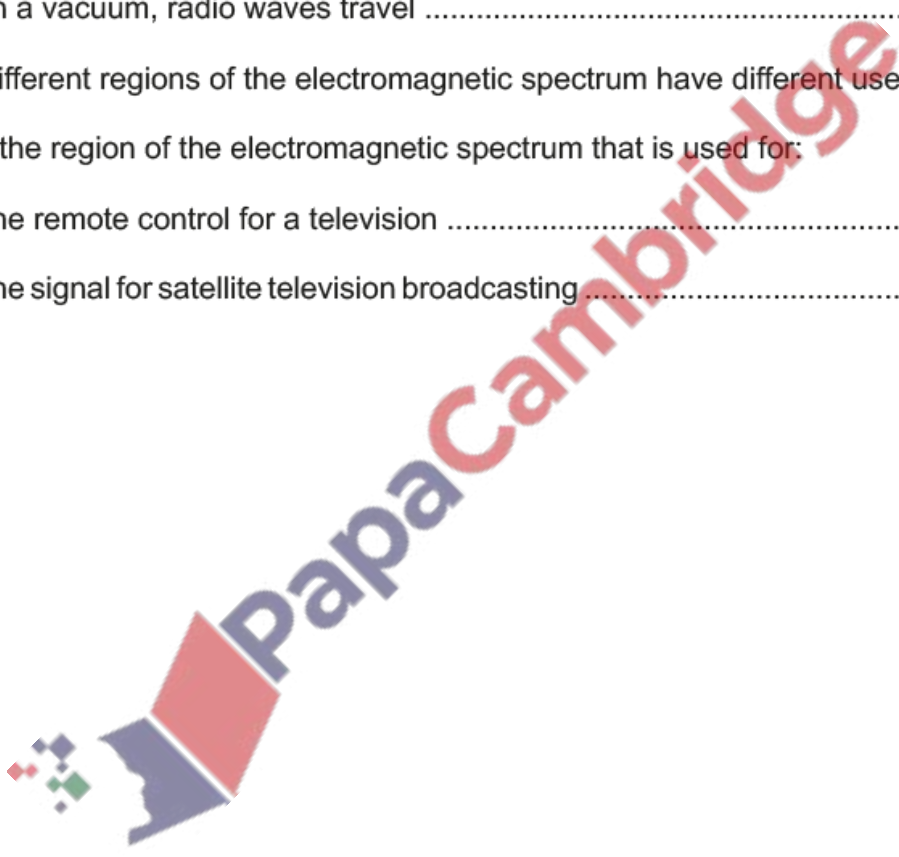 n a vacuum, radio waves travel ......................................................
ifferent regions of the electromagnetic spectrum have different use
the region of the electromagnetic spectrum that is used for:
he remote control for a television ......................................................
he signal for satellite television broadcasting ......................................
PapaCambridge